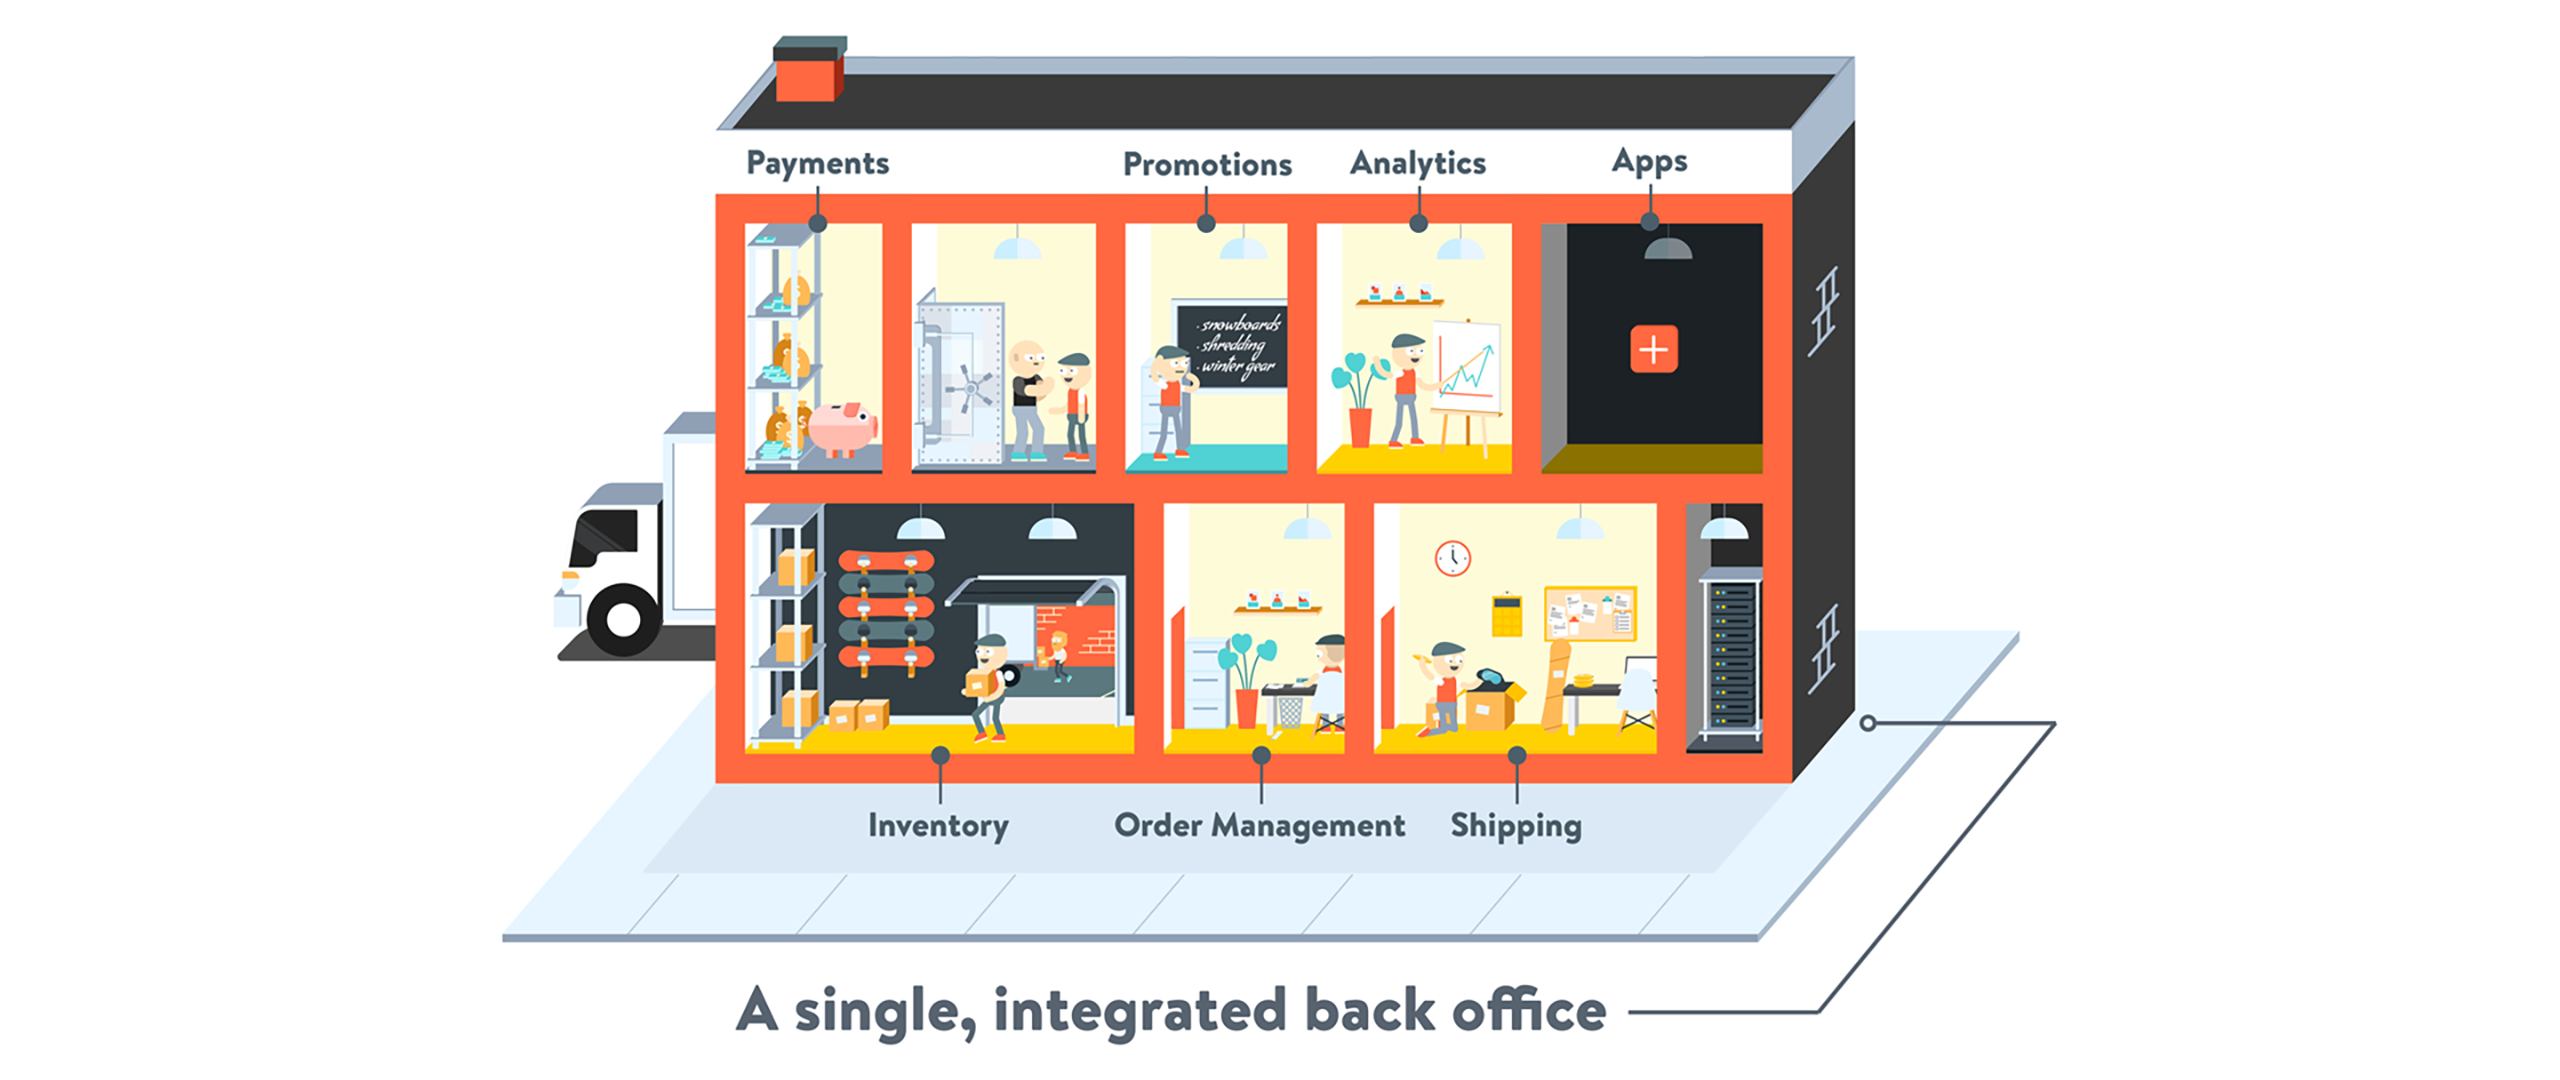 Payments
Promotions
Analytics
Apps
· snowboards
· shredding
· winter gear
Inventory
Order Management
Shipping
A single, integrated back office